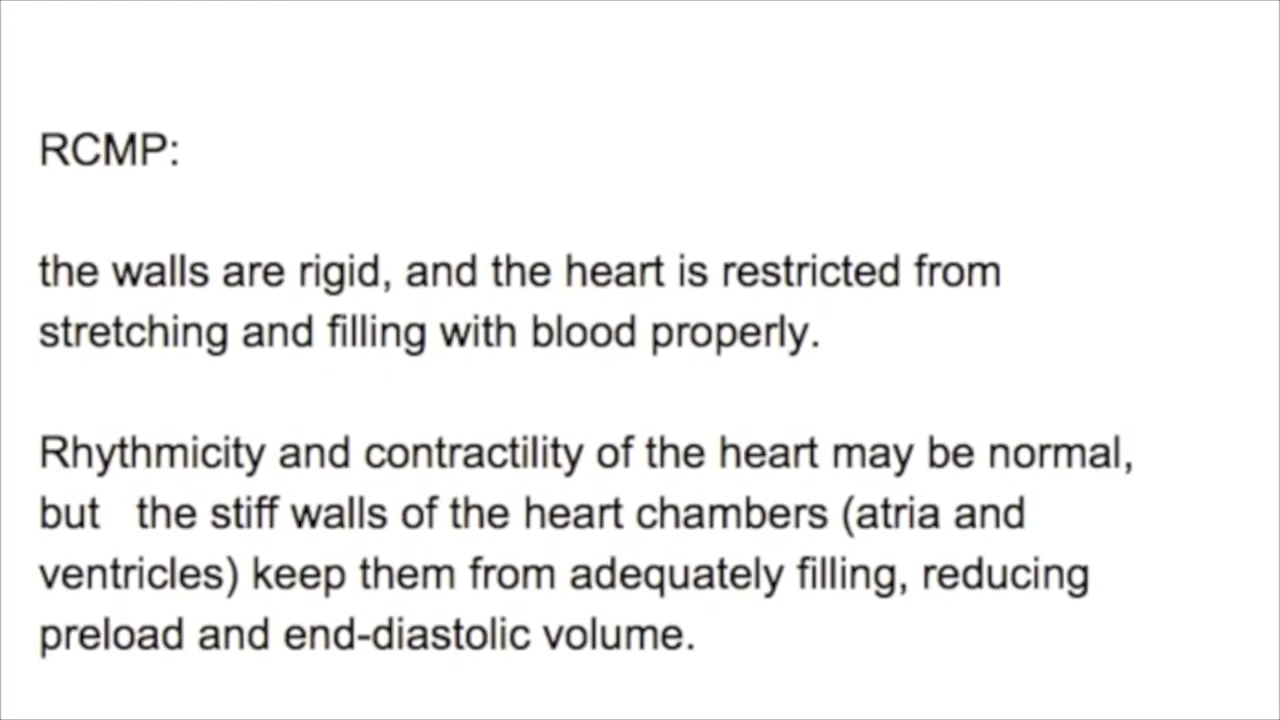 RCMP:
the walls are rigid, and the heart is restricted from
stretching and filling with blood properly.
Rhythmicity and contractility of the heart may be normal,
but   the stiff walls of the heart chambers (atria and
ventricles) keep them from adequately filling, reducing
preload and end-diastolic volume.